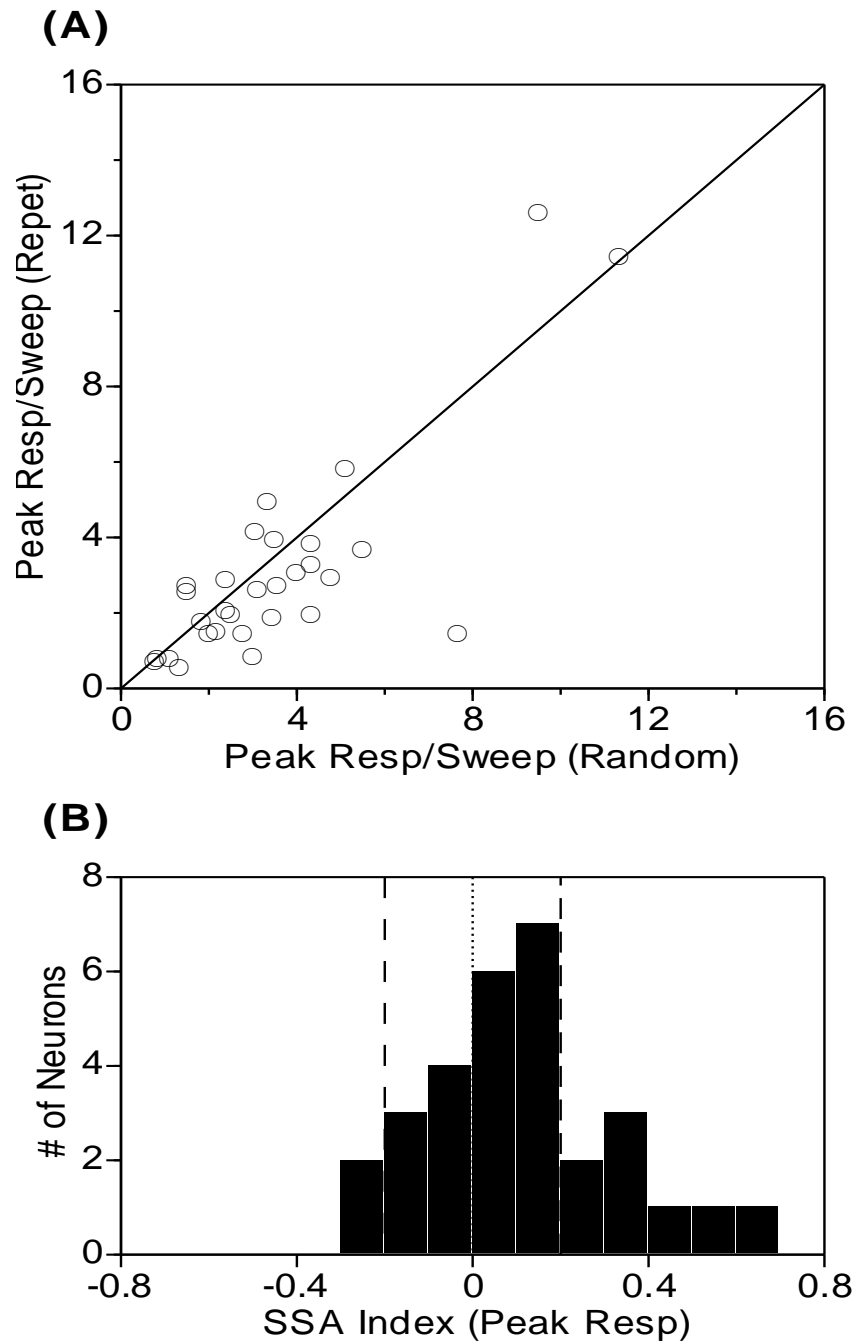 (A)
16
12
8
4
0
Peak Resp/Sweep (Repet)
0 4 8 12 16
Peak Resp/Sweep (Random)
(B)
8
6
4
2
0
# of Neurons
-0.8 -0.4 0 0.4 0.8
SSA Index (Peak Resp)